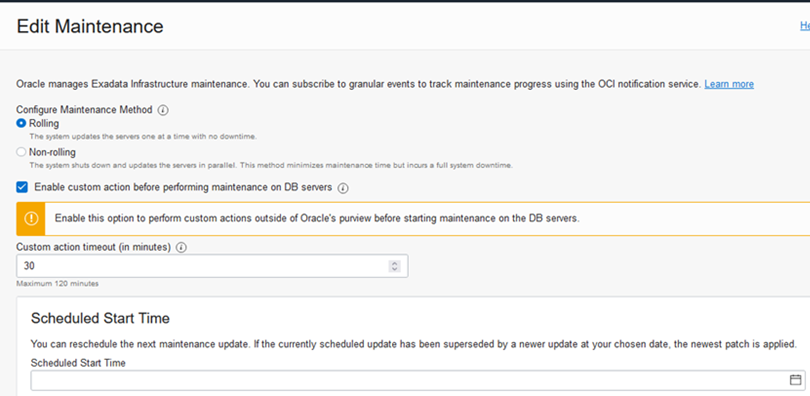 Edit Maintenance
He
Oracle manages Exadata Infrastructure maintenance. You can subscribe to granular events to track maintenance progress using the OCI notification service. Learn more
Configure Maintenance Method
Rolling
The system updates the servers one at a time with no downtime.
Non-rolling
The system shuts down and updates the servers in parallel. This method minimizes maintenance time but incurs a full system downtime.
Enable custom action before performing maintenance on DB servers
Enable this option to perform custom actions outside of Oracle's purview before starting maintenance on the DB servers.
Custom action timeout (in minutes)
30
Maximum 120 minutes
Scheduled Start Time
You can reschedule the next maintenance update. If the currently scheduled update has been superseded by a newer update at your chosen date, the newest patch is applied.
Scheduled Start Time